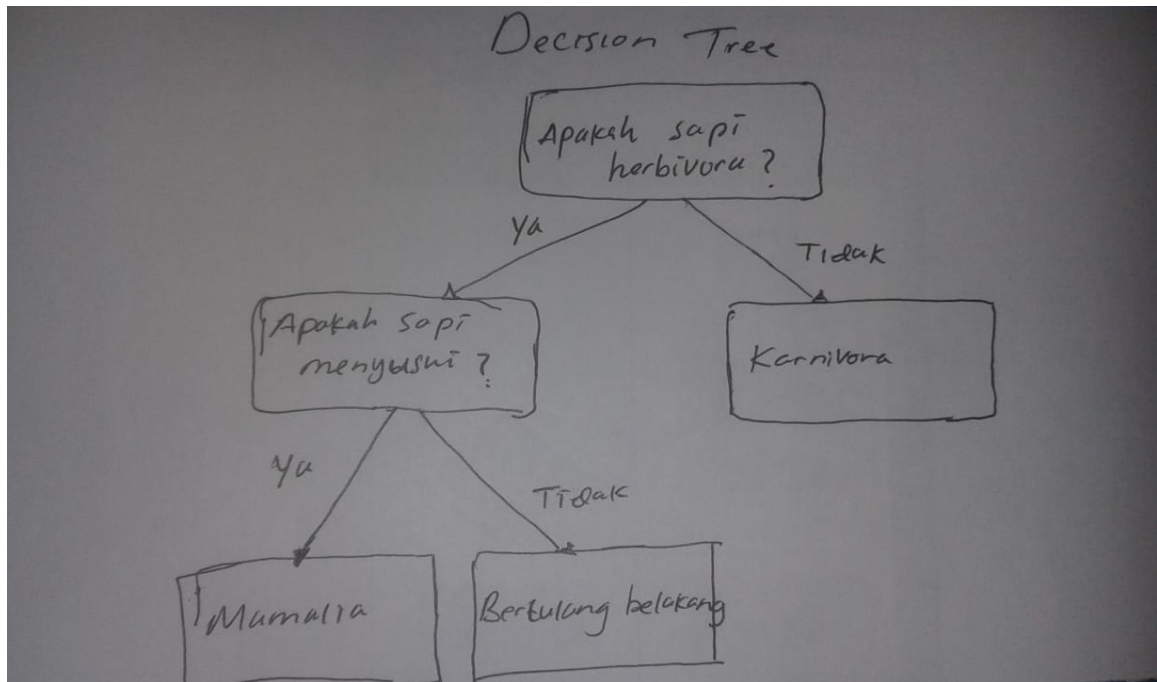 Decision Tree
Apakah sapi
herbivora ?
Ya
Tidak
Apakah sapi
menyusui ?
Karnivora
Ya
Tidak
Mamalia
Bertulang belakang